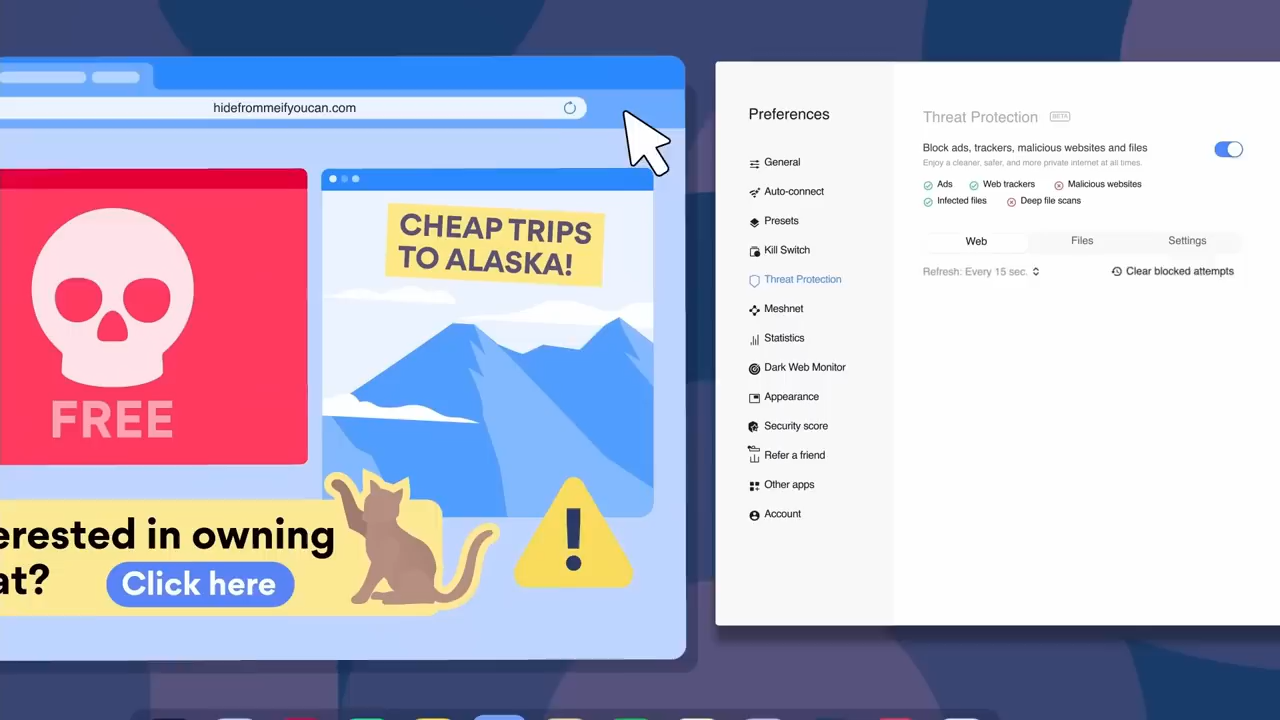 hidefrommeifyoucan.com
FREE
CHEAP TRIPS
TO ALASKA!
erested in owning
at?
Click here
Preferences
General
Auto-connect
Presets
Kill Switch
Threat Protection
Meshnet
Statistics
Dark Web Monitor
Appearance
Security score
Refer a friend
Other apps
Account
Threat Protection BETA
Block ads, trackers, malicious websites and files
Enjoy a cleaner, safer, and more private internet at all times.
Ads Web trackers Malicious websites
Infected files Deep file scans
Web Files Settings
Refresh: Every 15 sec. Clear blocked attempts